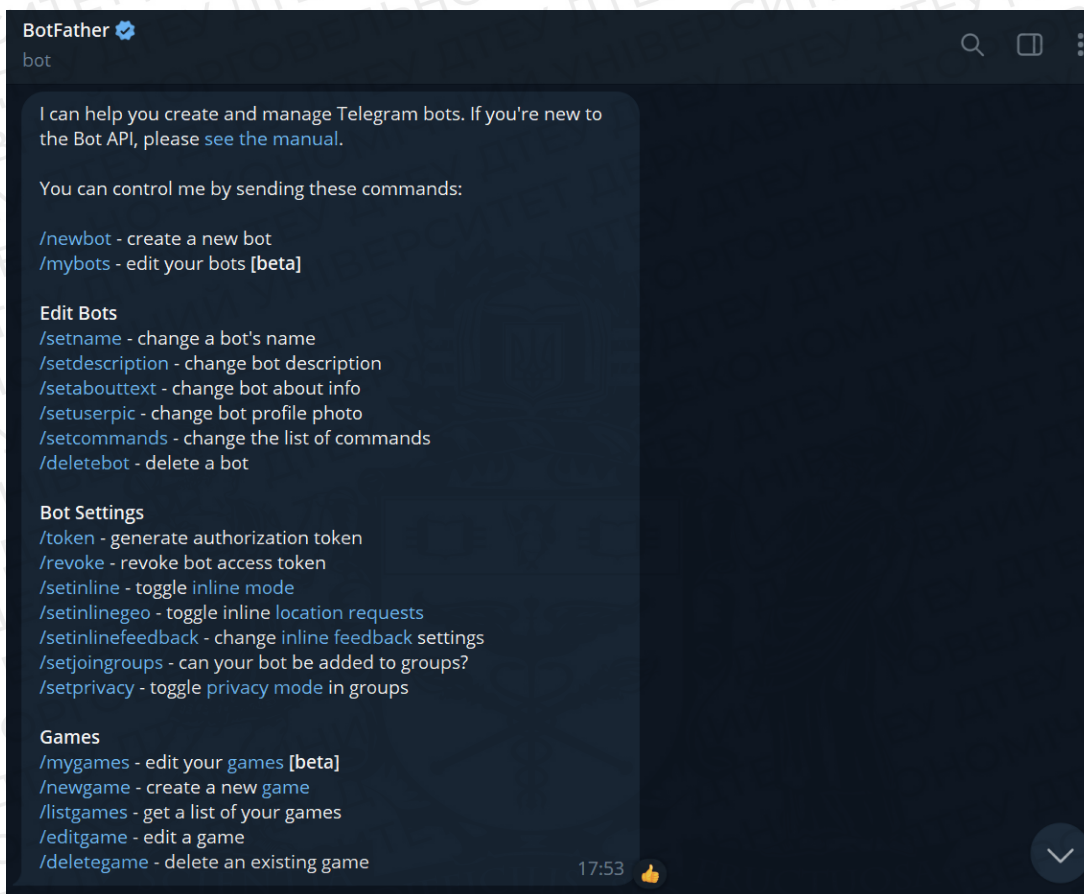 BotFather
bot
I can help you create and manage Telegram bots. If you're new to
the Bot API, please see the manual.
You can control me by sending these commands:
/newbot - create a new bot
/mybots - edit your bots [beta]
Edit Bots
/setname - change a bot's name
/setdescription - change bot description
/setabouttext - change bot about info
/setuserpic - change bot profile photo
/setcommands - change the list of commands
/deletebot - delete a bot
Bot Settings
/token - generate authorization token
/revoke - revoke bot access token
/setinline - toggle inline mode
/setinlinegeo - toggle inline location requests
/setinlinefeedback - change inline feedback settings
/setjoingroups - can your bot be added to groups?
/setprivacy - toggle privacy mode in groups
Games
/mygames - edit your games [beta]
/newgame - create a new game
/listgames - get a list of your games
/editgame - edit a game
/deletegame - delete an existing game
17:53